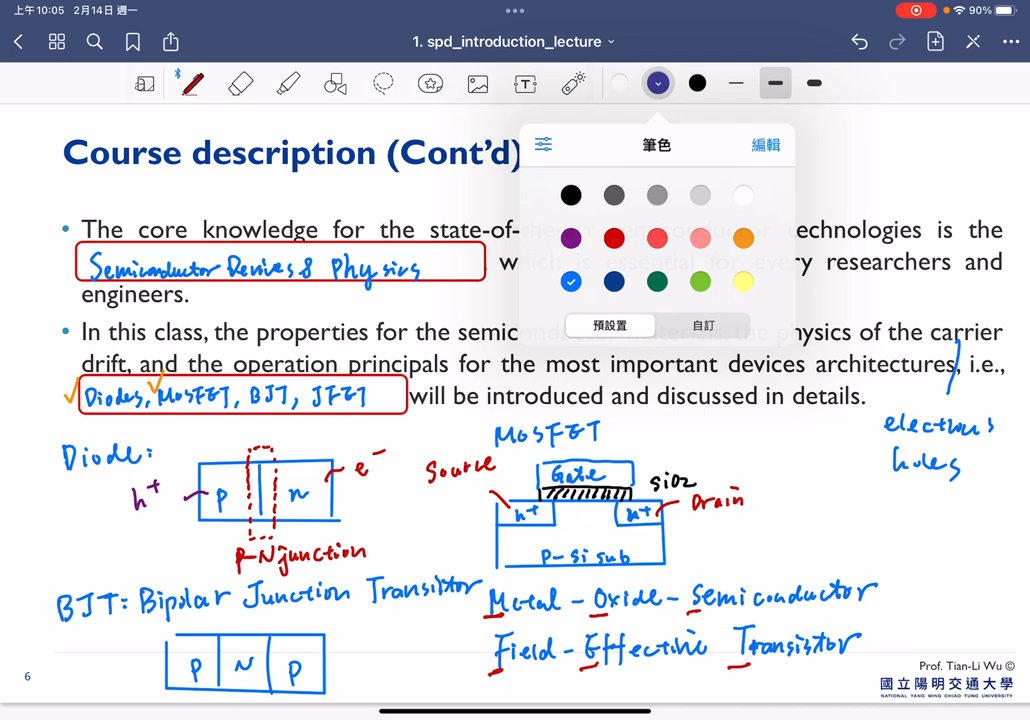 上午10:05 2月14日 週一
90%
1. spd_introduction_lecture
Course description (Cont'd)
筆色
編輯
預設置
自訂
• The core knowledge for the state-of-the-art semiconductor technologies is the
Semiconductor Devices & Physics, which is essential for every researchers and
engineers.
• In this class, the properties for the semiconductor materials, the physics of the carrier
drift, and the operation principals for the most important devices architectures, i.e.,
Diodes, MOSFET, BJT, JFET will be introduced and discussed in details.
electrons
holes
Diode:
h+
P
n
e-
P-N junction
MOSFET
Source
Gate
SiO2
n+
n+
Drain
P-Si sub
BJT: Bipolar Junction Transistor
P N P
Metal-Oxide-Semiconductor
Field-Effective Transistor
6
Prof. Tian-Li Wu ©
國立陽明交通大學
NATIONAL YANG MING CHIAO TUNG UNIVERSITY